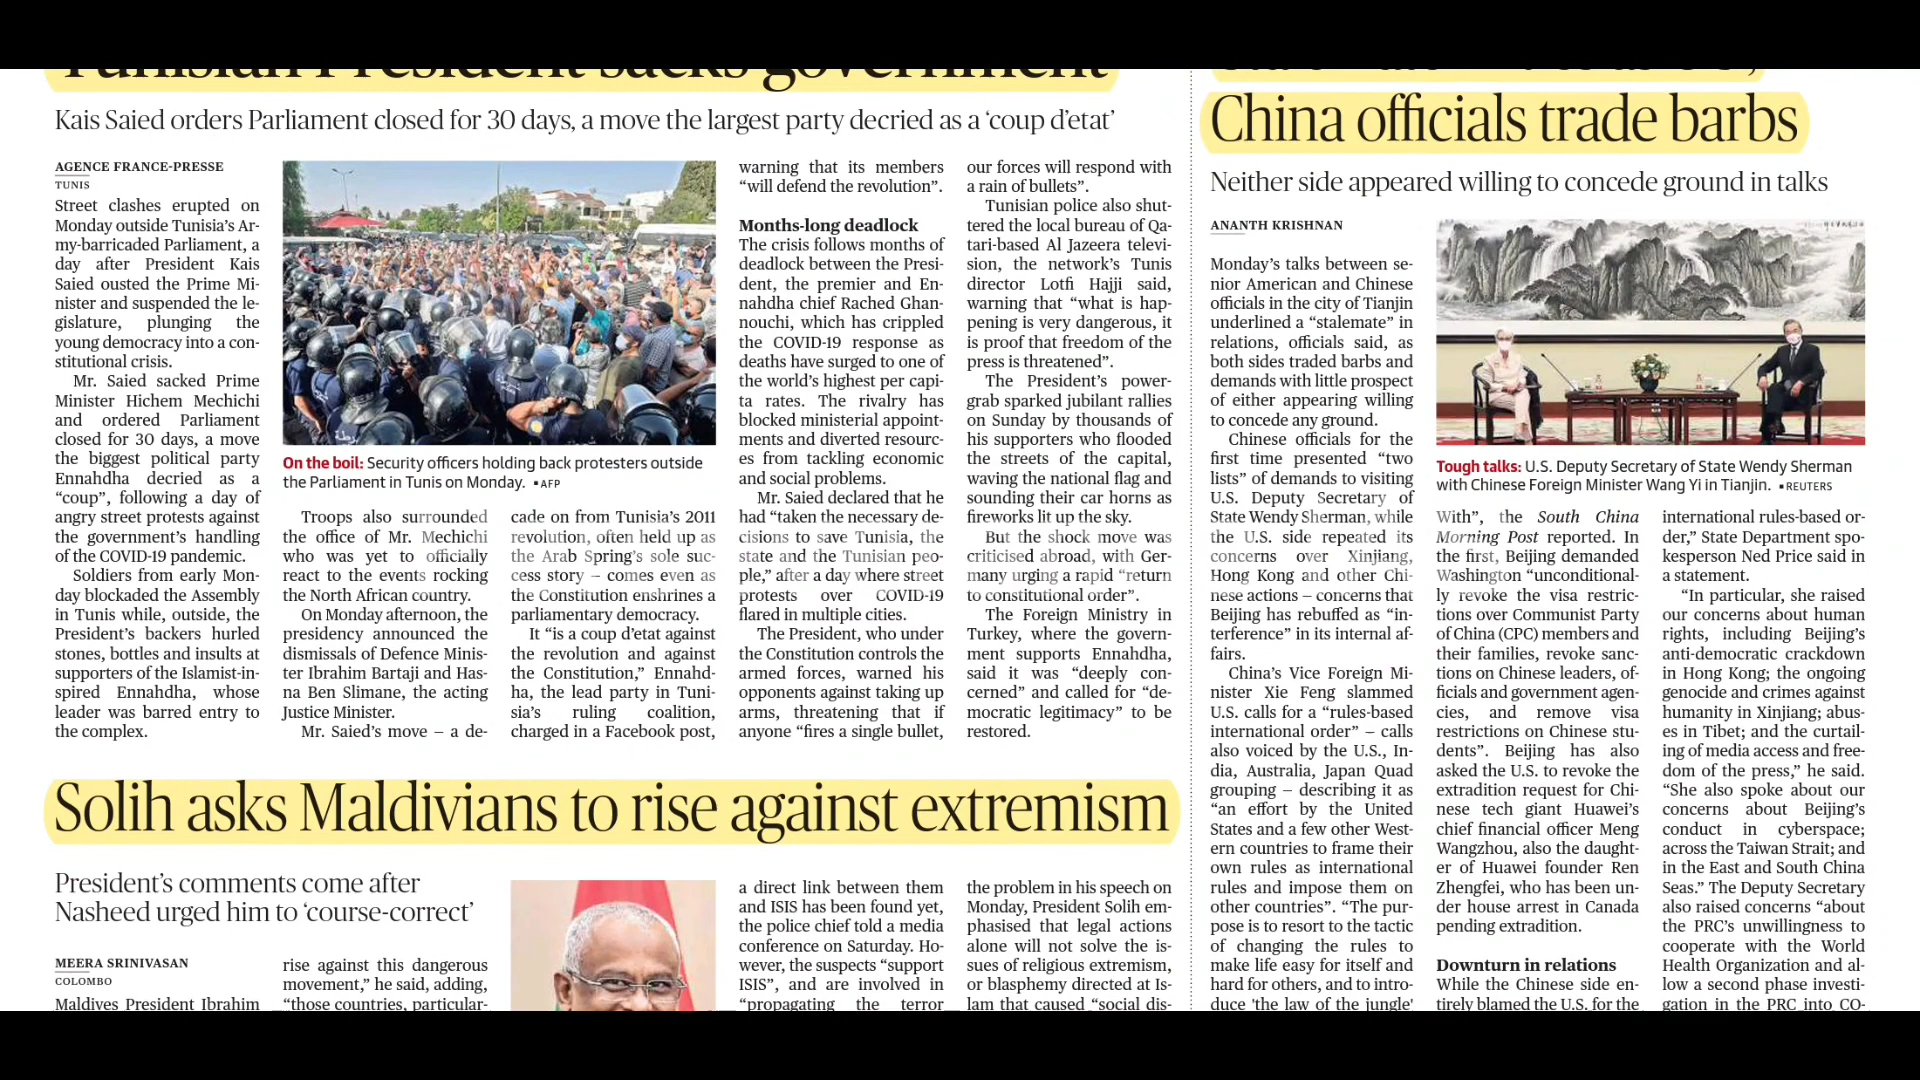 Tunisian President sacks government
Kais Saied orders Parliament closed for 30 days, a move the largest party decried as a ‘coup d’etat’
AGENCE FRANCE-PRESSE
TUNIS
Street clashes erupted on
Monday outside Tunisia’s Ar-
my-barricaded Parliament, a
day after President Kais
Saied ousted the Prime Mi-
nister and suspended the le-
gislature, plunging the
young democracy into a con-
stitutional crisis.
Mr. Saied sacked Prime
Minister Hichem Mechichi
and ordered Parliament
closed for 30 days, a move
the biggest political party
Ennahdha decried as a
“coup”, following a day of
angry street protests against
the government’s handling
of the COVID-19 pandemic.
Soldiers from early Mon-
day blockaded the Assembly
in Tunis while, outside, the
President’s backers hurled
stones, bottles and insults at
supporters of the Islamist-in-
spired Ennahdha, whose
leader was barred entry to
the complex.
On the boil: Security officers holding back protesters outside
the Parliament in Tunis on Monday. ▪AFP
Troops also surrounded
the office of Mr. Mechichi
who was yet to officially
react to the events rocking
the North African country.
On Monday afternoon, the
presidency announced the
dismissals of Defence Minis-
ter Ibrahim Bartaji and Has-
na Ben Slimane, the acting
Justice Minister.
Mr. Saied’s move – a de-
cade on from Tunisia’s 2011
revolution, often held up as
the Arab Spring’s sole suc-
cess story – comes even as
the Constitution enshrines a
parliamentary democracy.
It “is a coup d’etat against
the revolution and against
the Constitution,” Ennahd-
ha, the lead party in Tuni-
sia’s ruling coalition,
charged in a Facebook post,
warning that its members
“will defend the revolution”.
Months-long deadlock
The crisis follows months of
deadlock between the Presi-
dent, the premier and En-
nahdha chief Rached Ghan-
nouchi, which has crippled
the COVID-19 response as
deaths have surged to one of
the world’s highest per capi-
ta rates. The rivalry has
blocked ministerial appoint-
ments and diverted resourc-
es from tackling economic
and social problems.
Mr. Saied declared that he
had “taken the necessary de-
cisions to save Tunisia, the
state and the Tunisian peo-
ple,” after a day where street
protests over COVID-19
flared in multiple cities.
The President, who under
the Constitution controls the
armed forces, warned his
opponents against taking up
arms, threatening that if
anyone “fires a single bullet,
our forces will respond with
a rain of bullets”.
Tunisian police also shut-
tered the local bureau of Qa-
tari-based Al Jazeera televi-
sion, the network’s Tunis
director Lotfi Hajji said,
warning that “what is hap-
pening is very dangerous, it
is proof that freedom of the
press is threatened”.
The President’s power-
grab sparked jubilant rallies
on Sunday by thousands of
his supporters who flooded
the streets of the capital,
waving the national flag and
sounding their car horns as
fireworks lit up the sky.
But the shock move was
criticised abroad, with Ger-
many urging a rapid “return
to constitutional order”.
The Foreign Ministry in
Turkey, where the govern-
ment supports Ennahdha,
said it was “deeply con-
cerned” and called for “de-
mocratic legitimacy” to be
restored.
Solih asks Maldivians to rise against extremism
President’s comments come after
Nasheed urged him to ‘course-correct’
MEERA SRINIVASAN
COLOMBO
Maldives President Ibrahim
rise against this dangerous
movement,” he said, adding,
“those countries, particular-
a direct link between them
and ISIS has been found yet,
the police chief told a media
conference on Saturday. Ho-
wever, the suspects “support
ISIS”, and are involved in
“propagating the terror
the problem in his speech on
Monday, President Solih em-
phasised that legal actions
alone will not solve the is-
sues of religious extremism,
or blasphemy directed at Is-
lam that caused “social dis-
China officials trade barbs
Neither side appeared willing to concede ground in talks
ANANTH KRISHNAN
Monday’s talks between se-
nior American and Chinese
officials in the city of Tianjin
underlined a “stalemate” in
relations, officials said, as
both sides traded barbs and
demands with little prospect
of either appearing willing
to concede any ground.
Chinese officials for the
first time presented “two
lists” of demands to visiting
U.S. Deputy Secretary of
State Wendy Sherman, while
the U.S. side repeated its
concerns over Xinjiang,
Hong Kong and other Chi-
nese actions – concerns that
Beijing has rebuffed as “in-
terference” in its internal af-
fairs.
China’s Vice Foreign Mi-
nister Xie Feng slammed
U.S. calls for a “rules-based
international order” – calls
also voiced by the U.S., In-
dia, Australia, Japan Quad
grouping – describing it as
“an effort by the United
States and a few other West-
ern countries to frame their
own rules as international
rules and impose them on
other countries”. “The pur-
pose is to resort to the tactic
of changing the rules to
make life easy for itself and
hard for others, and to intro-
duce 'the law of the jungle'
Tough talks: U.S. Deputy Secretary of State Wendy Sherman
with Chinese Foreign Minister Wang Yi in Tianjin. ▪REUTERS
With”, the South China
Morning Post reported. In
the first, Beijing demanded
Washington “unconditional-
ly revoke the visa restric-
tions over Communist Party
of China (CPC) members and
their families, revoke sanc-
tions on Chinese leaders, of-
ficials and government agen-
cies, and remove visa
restrictions on Chinese stu-
dents”. Beijing has also
asked the U.S. to revoke the
extradition request for Chi-
nese tech giant Huawei’s
chief financial officer Meng
Wangzhou, also the daught-
er of Huawei founder Ren
Zhengfei, who has been un-
der house arrest in Canada
pending extradition.
Downturn in relations
While the Chinese side en-
tirely blamed the U.S. for the
international rules-based or-
der,” State Department spo-
kesperson Ned Price said in
a statement.
“In particular, she raised
our concerns about human
rights, including Beijing’s
anti-democratic crackdown
in Hong Kong; the ongoing
genocide and crimes against
humanity in Xinjiang; abus-
es in Tibet; and the curtail-
ing of media access and free-
dom of the press,” he said.
“She also spoke about our
concerns about Beijing’s
conduct in cyberspace;
across the Taiwan Strait; and
in the East and South China
Seas.” The Deputy Secretary
also raised concerns “about
the PRC’s unwillingness to
cooperate with the World
Health Organization and al-
low a second phase investi-
gation in the PRC into CO-